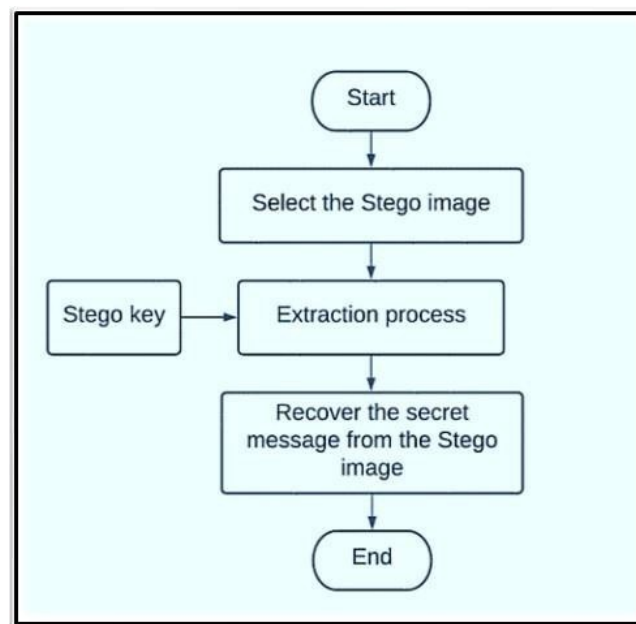 Start
Select the Stego image
Stego key
Extraction process
Recover the secret
message from the Stego
image
End